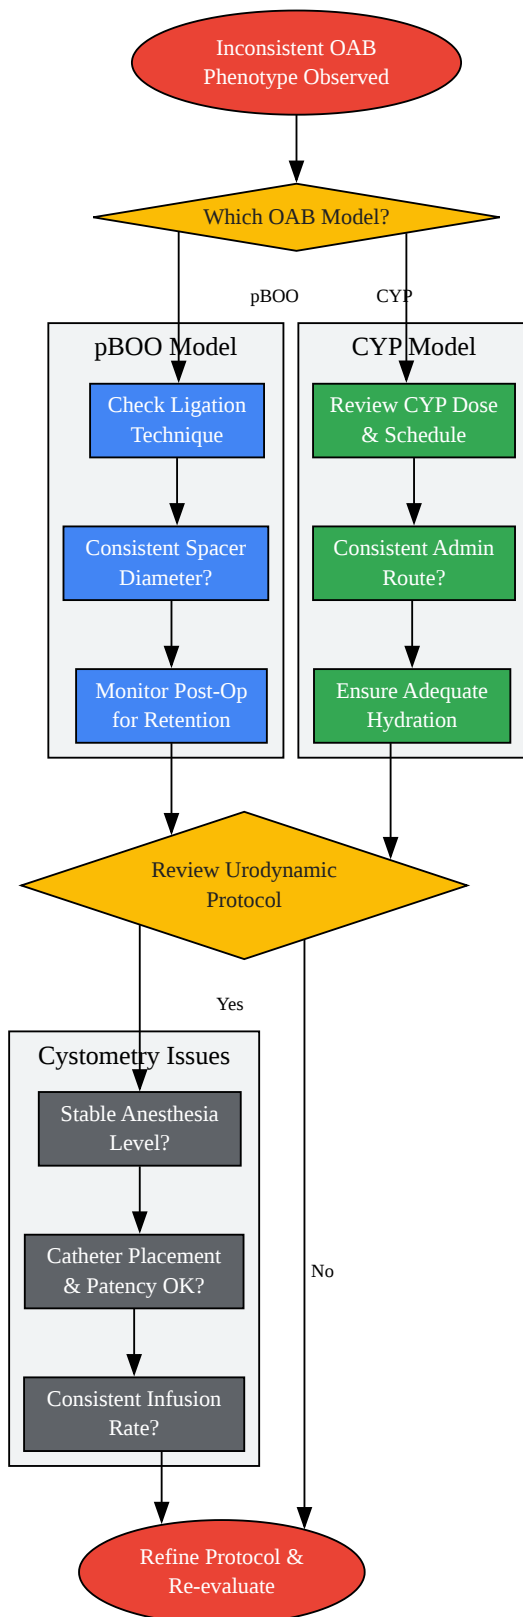 Inconsistent OAB
Phenotype Observed
Which OAB Model?
pBOO
CYP
pBOO Model
Check Ligation
Technique
Consistent Spacer
Diameter?
Monitor Post-Op
for Retention
CYP Model
Review CYP Dose
& Schedule
Consistent Admin
Route?
Ensure Adequate
Hydration
Review Urodynamic
Protocol
Yes
Cystometry Issues
Stable Anesthesia
Level?
Catheter Placement
& Patency OK?
Consistent Infusion
Rate?
No
Refine Protocol &
Re-evaluate